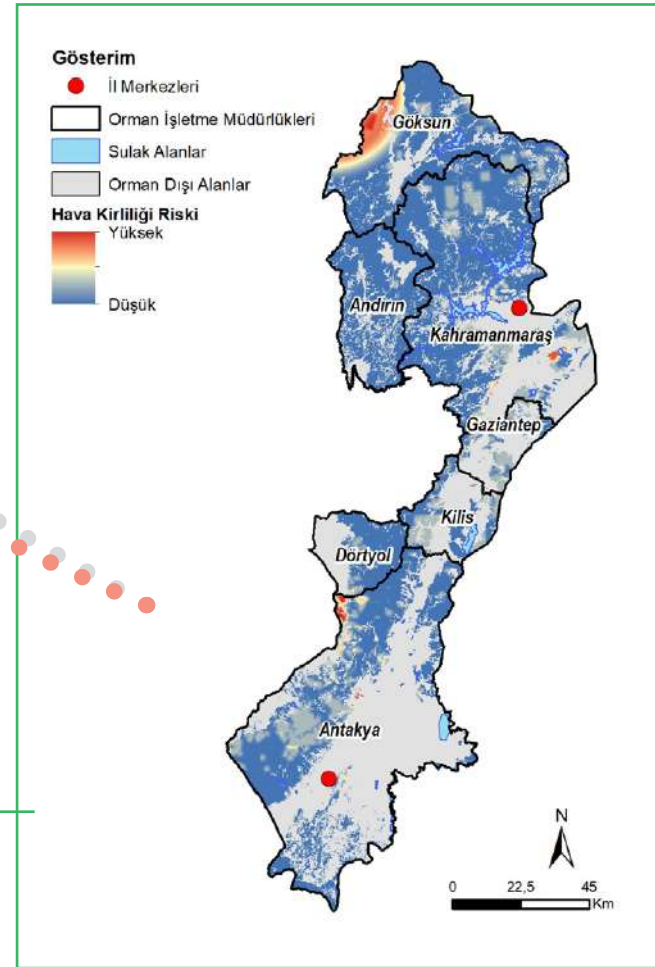 Gösterim
İl Merkezleri
Orman İşletme Müdürlükleri
Sulak Alanlar
Orman Dışı Alanlar
Hava Kirliliği Riski
Yüksek
Düşük
Göksun
Andırın
Kahramanmaraş
Gaziantep
Kilis
Dörtyol
Antakya
N
0 22,5 45
Km